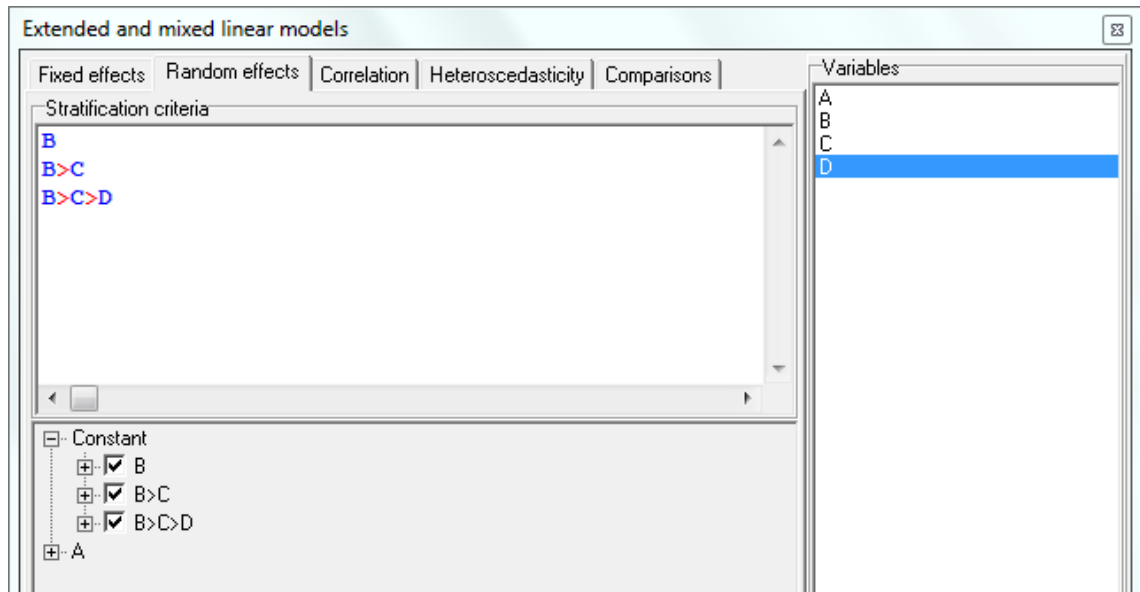 Extended and mixed linear models
Fixed effects Random effects Correlation Heteroscedasticity Comparisons
Stratification criteria
B
B>C
B>C>D
Constant
B
B>C
B>C>D
A
Variables
A
B
C
D